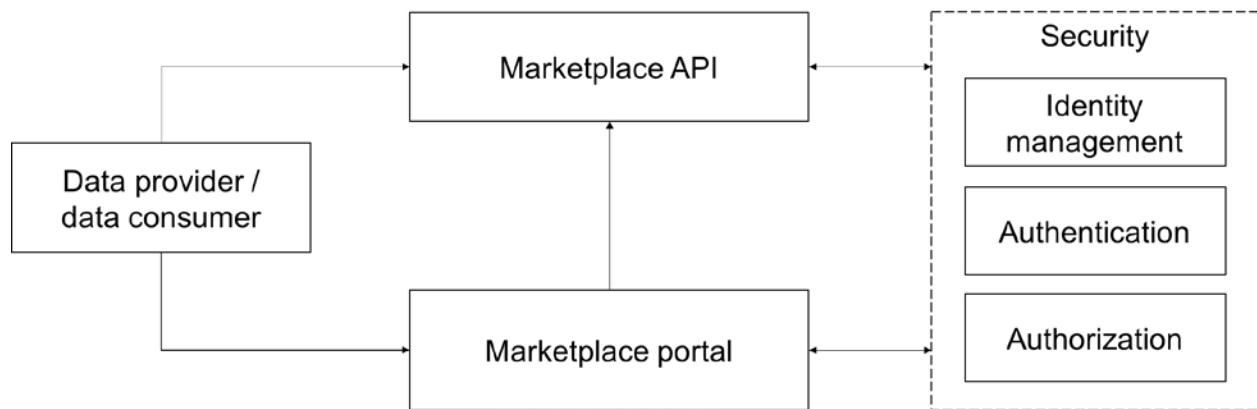 Marketplace API
Security
Identity
management
Data provider /
data consumer
Authentication
Marketplace portal
Authorization